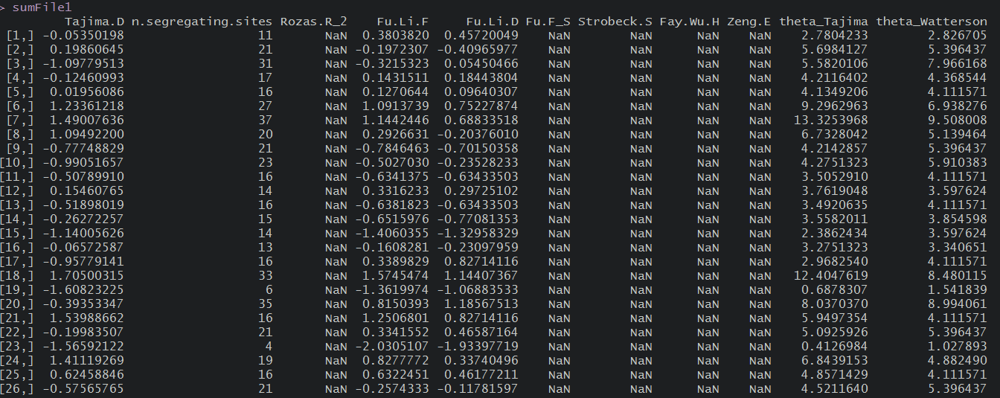 > sumFile1
Tajima.D n.segregating.sites Rozas.R_2 Fu.Li.F Fu.Li.D Fu.F_S Strobeck.S Fay.Wu.H Zeng.E theta_Tajima theta_Watterson
[1,] -0.05350198 11 NaN 0.3803820 0.45720049 NaN NaN NaN NaN 2.7804233 2.826705
[2,] 0.19860645 21 NaN -0.1972307 -0.40965977 NaN NaN NaN NaN 5.6984127 5.396437
[3,] -1.09779513 31 NaN -0.3215323 0.05450466 NaN NaN NaN NaN 5.5820106 7.966168
[4,] -0.12460993 17 NaN 0.1431511 0.18443804 NaN NaN NaN NaN 4.2116402 4.368544
[5,] 0.01956086 16 NaN 0.1270644 0.09640307 NaN NaN NaN NaN 4.1349206 4.111571
[6,] 1.23361218 27 NaN 1.0913739 0.75227874 NaN NaN NaN NaN 9.2962963 6.938276
[7,] 1.49007636 37 NaN 1.1442446 0.68833518 NaN NaN NaN NaN 13.3253968 9.508008
[8,] 1.09492200 20 NaN 0.2926631 -0.20376010 NaN NaN NaN NaN 6.7328042 5.139464
[9,] -0.77748829 21 NaN -0.7846463 -0.70150358 NaN NaN NaN NaN 4.2142857 5.396437
[10,] -0.99051657 23 NaN -0.5027030 -0.23528233 NaN NaN NaN NaN 4.2751323 5.910383
[11,] -0.50789910 16 NaN -0.6341375 -0.63433503 NaN NaN NaN NaN 3.5052910 4.111571
[12,] 0.15460765 14 NaN 0.3316233 0.29725102 NaN NaN NaN NaN 3.7619048 3.597624
[13,] -0.51898019 16 NaN -0.6381823 -0.63433503 NaN NaN NaN NaN 3.4920635 4.111571
[14,] -0.26272257 15 NaN -0.6515976 -0.77081353 NaN NaN NaN NaN 3.5582011 3.854598
[15,] -1.14005626 14 NaN -1.4060355 -1.32958329 NaN NaN NaN NaN 2.3862434 3.597624
[16,] -0.06572587 13 NaN -0.1608281 -0.23097959 NaN NaN NaN NaN 3.2751323 3.340651
[17,] -0.95779141 16 NaN 0.3389829 0.82714116 NaN NaN NaN NaN 2.9682540 4.111571
[18,] 1.70500315 33 NaN 1.5745474 1.14407367 NaN NaN NaN NaN 12.4047619 8.480115
[19,] -1.60823225 6 NaN -1.3619974 -1.06883533 NaN NaN NaN NaN 0.6878307 1.541839
[20,] -0.39353347 35 NaN 0.8150393 1.18567513 NaN NaN NaN NaN 8.0370370 8.994061
[21,] 1.53988662 16 NaN 1.2506801 0.82714116 NaN NaN NaN NaN 5.9497354 4.111571
[22,] -0.19983507 21 NaN 0.3341552 0.46587164 NaN NaN NaN NaN 5.0925926 5.396437
[23,] -1.56592122 4 NaN -2.0305107 -1.93397719 NaN NaN NaN NaN 0.4126984 1.027893
[24,] 1.41119269 19 NaN 0.8277772 0.33740496 NaN NaN NaN NaN 6.8439153 4.882490
[25,] 0.62458846 16 NaN 0.6322451 0.46177211 NaN NaN NaN NaN 4.8571429 4.111571
[26,] -0.57565765 21 NaN -0.2574333 -0.11781597 NaN NaN NaN NaN 4.5211640 5.396437